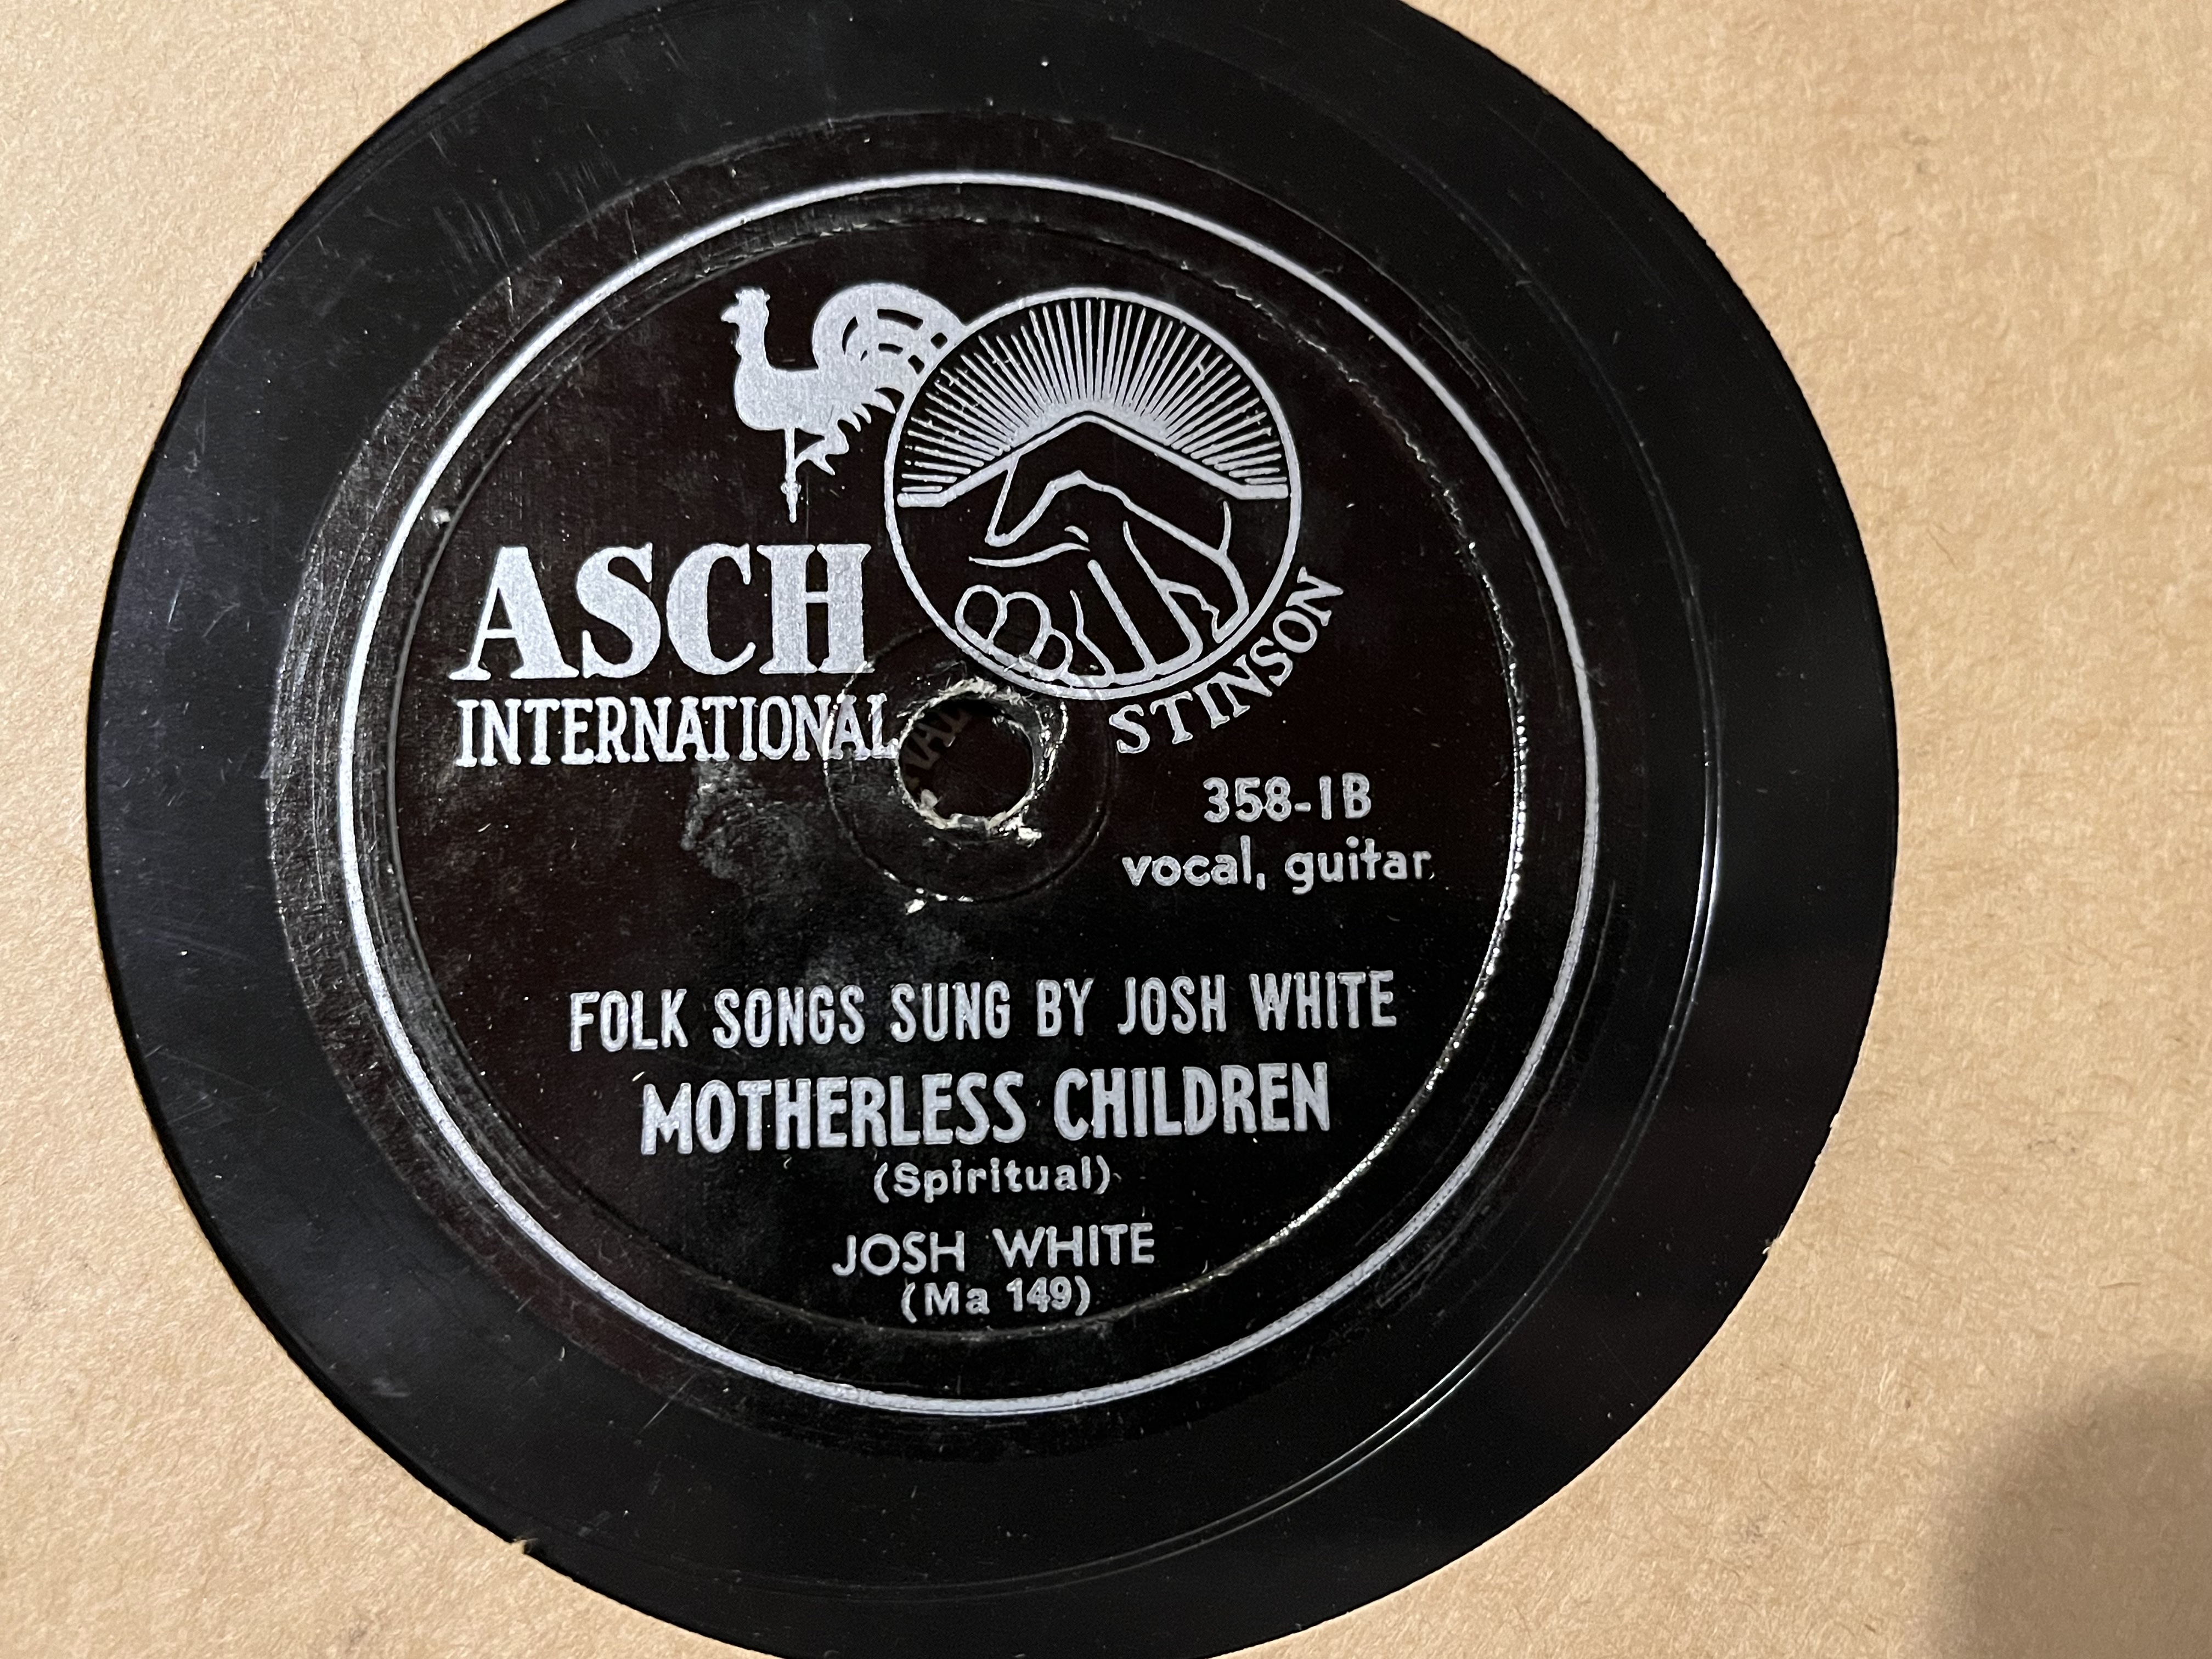 ASCH
INTERNATIONAL
STINSON
358-1B
vocal, guitar
FOLK SONGS SUNG BY JOSH WHITE
MOTHERLESS CHILDREN
(Spiritual)
JOSH WHITE
(Ma 149)